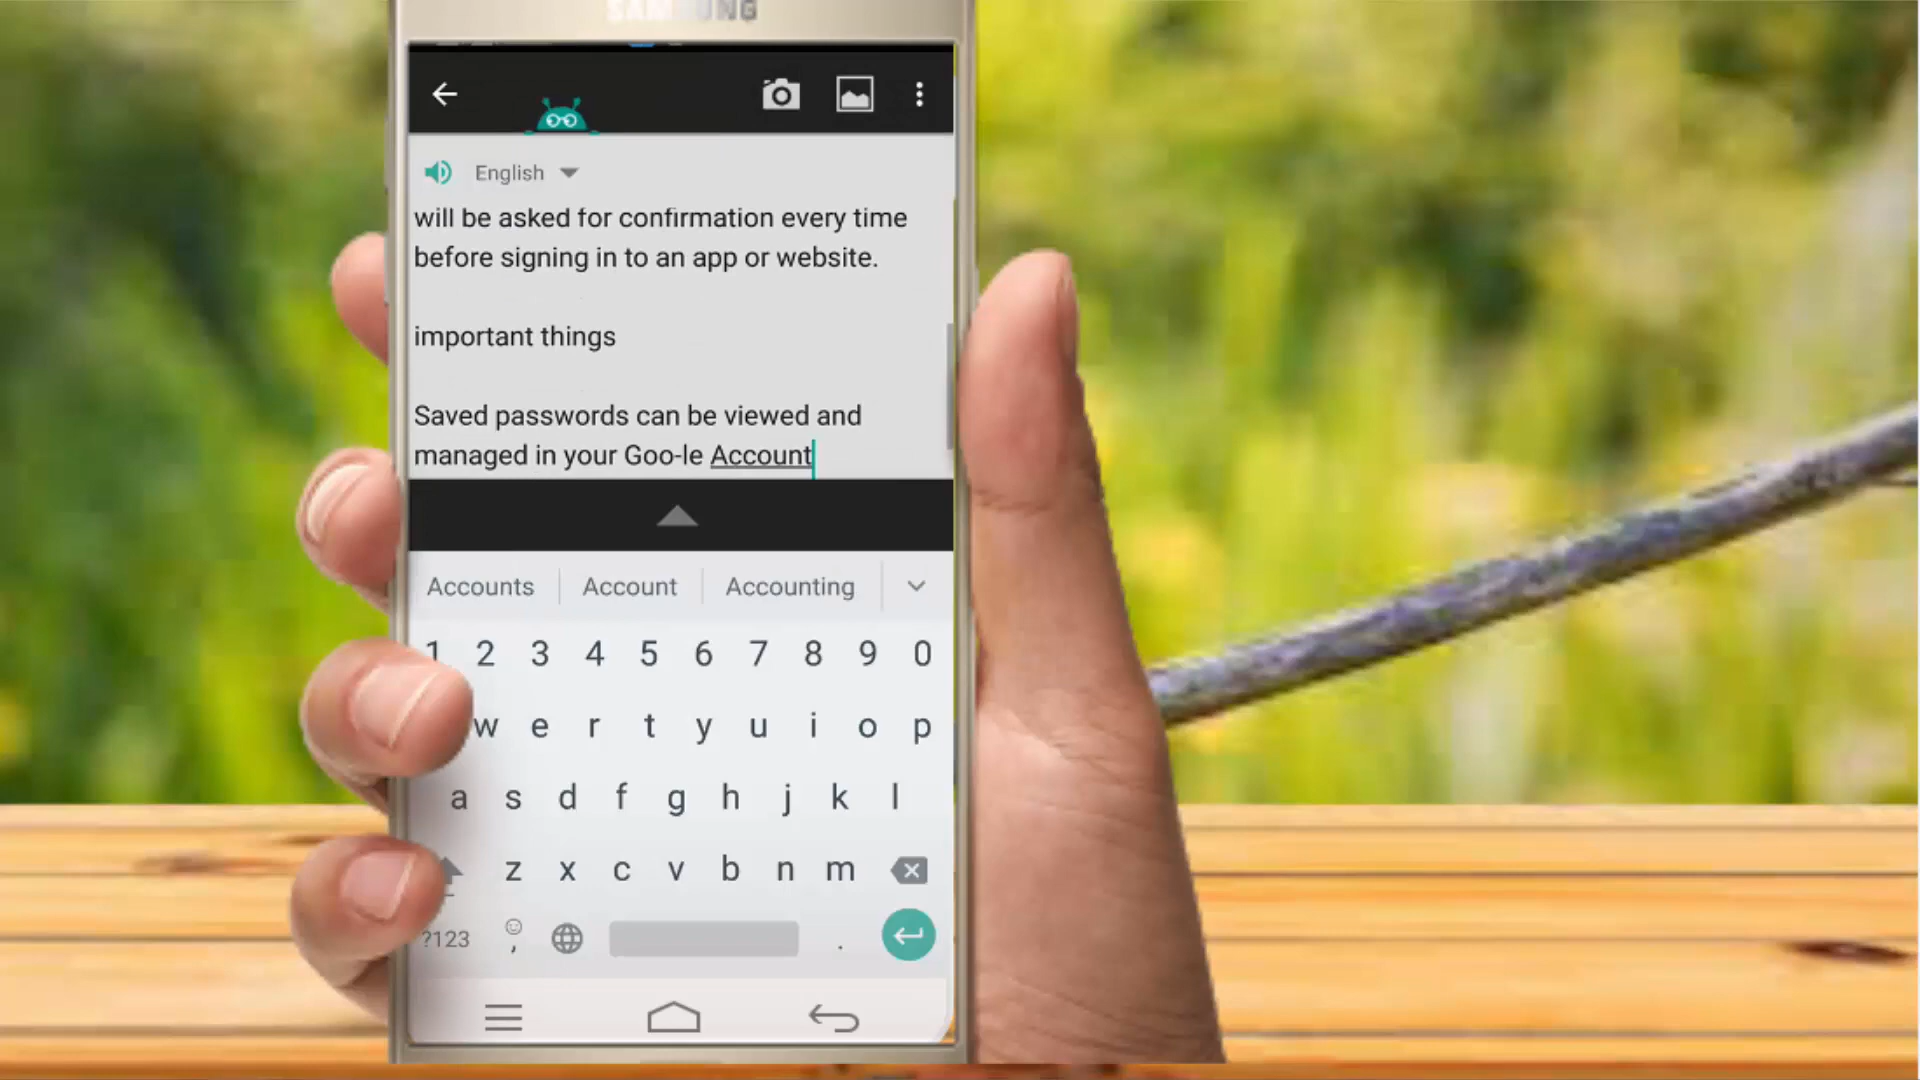 SAMSUNG
English
will be asked for confirmation every time
before signing in to an app or website.
important things
Saved passwords can be viewed and
managed in your Goo-le Account
Accounts Account Accounting
1 2 3 4 5 6 7 8 9 0
w e r t y u i o p
a s d f g h j k l
z x c v b n m
?123 , .